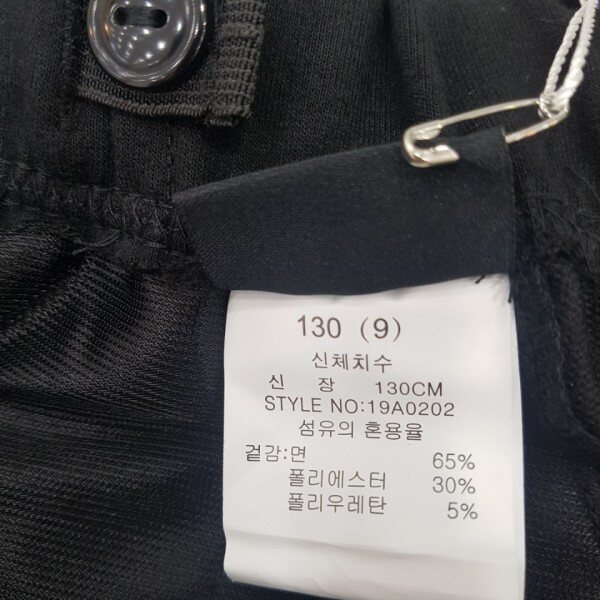 130 (9)
신체치수
신 장 130CM
STYLE NO:19A0202
섬유의 혼용율
겉감:면 65%
폴리에스터 30%
폴리우레탄 5%